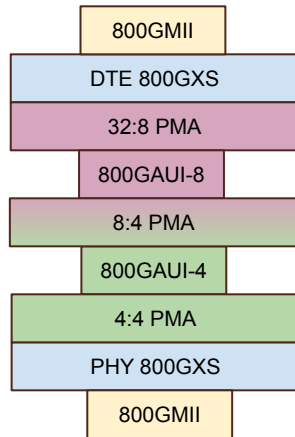 800GMII
DTE 800GXS
32:8 PMA
800GAUI-8
8:4 PMA
800GAUI-4
4:4 PMA
PHY 800GXS
800GMII